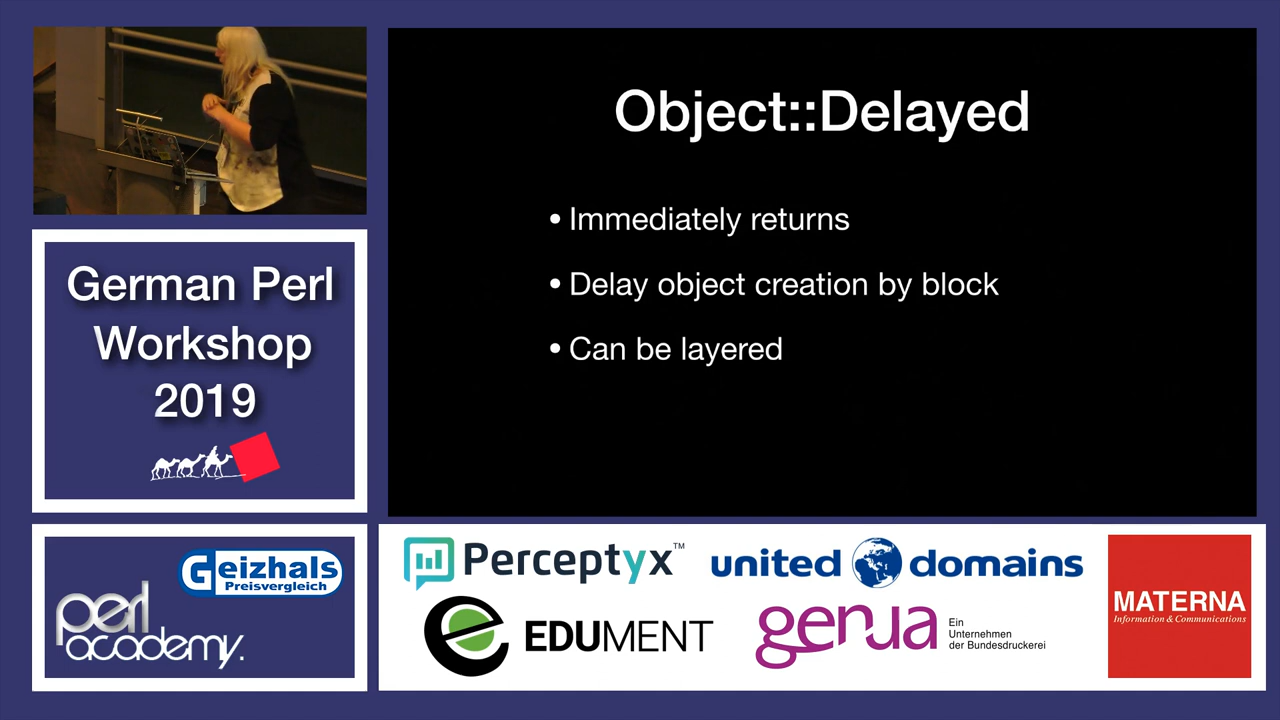 Object::Delayed
• Immediately returns
• Delay object creation by block
• Can be layered
German Perl
Workshop
2019
Geizhals
Preisvergleich
perl
academy.
Perceptyx™
united domains
EDUMENT
genua
Ein
Unternehmen
der Bundesdruckerei
MATERNA
Information & Communications